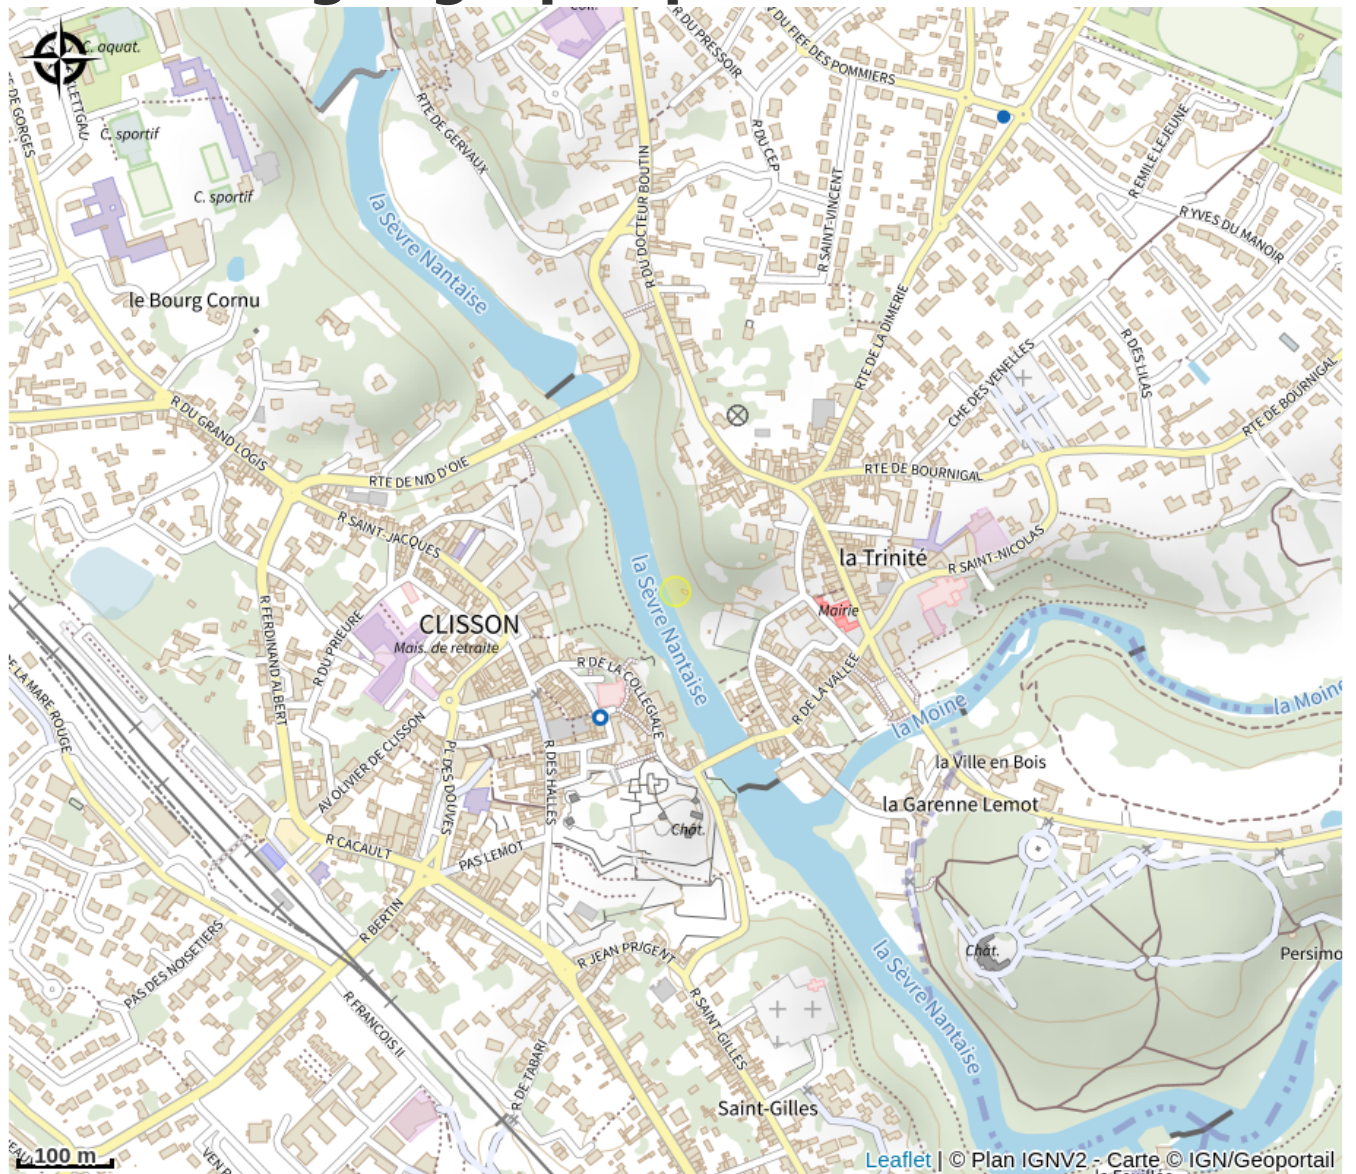 C. aquat.
R DU PRESSOIR
V DU FIEF DES POMMIERS
RTE DE GERVAUX
C. sportif
R DU CEP
R EMILE LEJEUNE
C. sportif
R SAINT-VINCENT
R YVES DU MANOIR
la Sèvre Nantaise
R DU DOCTEUR BOUTIN
le Bourg Cornu
RTE DE LA DIMERIE
CHE DES VENELLES
R DES LILAS
RTE DE BOURNIGAL
R DU GRAND LOGIS
RTE DE NID D'OIE
RTE DE BOURNIGAL
R SAINT-JACQUES
la Trinité
R SAINT-NICOLAS
la Sèvre Nantaise
Mairie
CLISSON
Mais. de retraite
R DU PRIEURE
R FERDINAND ALBERT
R DE LA COLLEGIALE
R DE LA VALLEE
la Moine
la Moine
E LA MARE ROUGE
AV OLIVIER DE CLISSON
PL DES DOUVES
R DES HALLES
la Ville en Bois
la Garenne Lemot
Chât.
R CACAULT
PAS LEMOT
R BERTIN
PAS DES NOISETIERS
R JEAN PRIGENT
Chât.
Persimo
la Sèvre Nantaise
R FRANCOIS II
R SAINT-GILLES
R DE TABARI
Saint-Gilles
100 m
Leaflet | © Plan IGNV2 - Carte © IGN/Geoportail